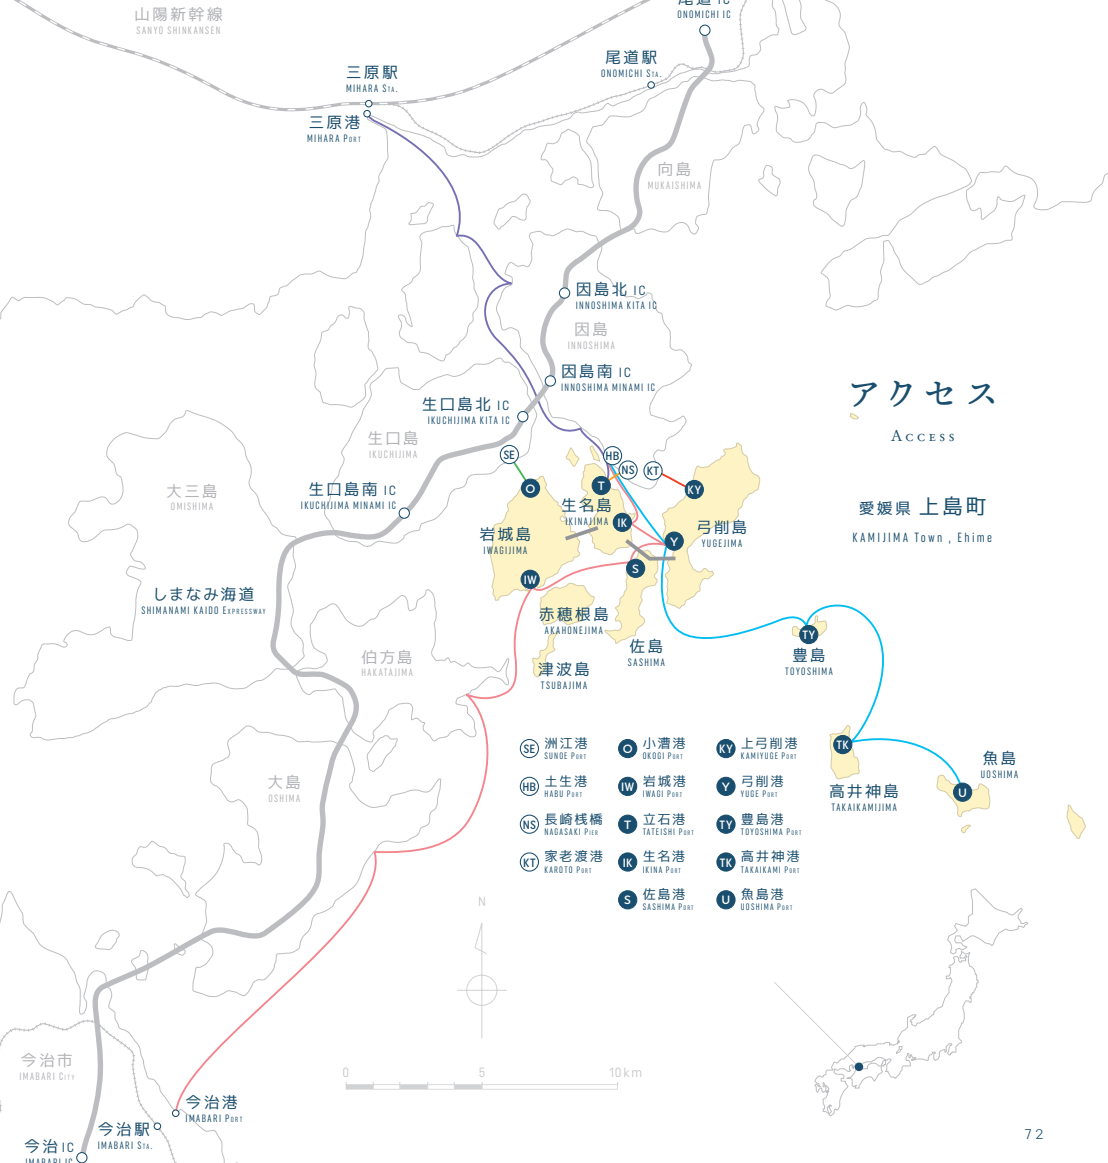 山陽新幹線
SANYO SHINKANSEN
尾道 IC
ONOMICHI IC
尾道駅
ONOMICHI STA.
三原駅
MIHARA STA.
三原港
MIHARA PORT
向島
MUKAISHIMA
因島北 IC
INNOSHIMA KITA IC
因島
INNOSHIMA
因島南 IC
INNOSHIMA MINAMI IC
生口島北 IC
IKUCHIJIMA KITA IC
生口島
IKUCHIJIMA
生口島南 IC
IKUCHIJIMA MINAMI IC
大三島
OMISHIMA
アクセス
ACCESS
愛媛県 上島町
KAMIJIMA Town , Ehime
SE
HB
NS
KT
O
T
KY
IK
Y
S
IW
生名島
IKINAJIMA
岩城島
IWAGIJIMA
弓削島
YUGEJIMA
しまなみ海道
SHIMANAMI KAIDO EXPRESSWAY
赤穂根島
AKAHONEJIMA
佐島
SASHIMA
津波島
TSUBAJIMA
TY
豊島
TOYOSHIMA
伯方島
HAKATAJIMA
TK
高井神島
TAKAIKAMIJIMA
魚島
UOSHIMA
U
大島
OSHIMA
SE 洲江港
SUNOE PORT
HB 土生港
HABU PORT
NS 長崎桟橋
NAGASAKI PIER
KT 家老渡港
KAROTO PORT
O 小漕港
OKOGI PORT
IW 岩城港
IWAGI PORT
T 立石港
TATEISHI PORT
IK 生名港
IKINA PORT
S 佐島港
SASHIMA PORT
KY 上弓削港
KAMIYUGE PORT
Y 弓削港
YUGE PORT
TY 豊島港
TOYOSHIMA PORT
TK 高井神港
TAKAIKAMI PORT
U 魚島港
UOSHIMA PORT
N
0 5 10km
今治市
IMABARI CITY
今治港
IMABARI PORT
今治駅
IMABARI STA.
今治 IC
IMABARI IC
72